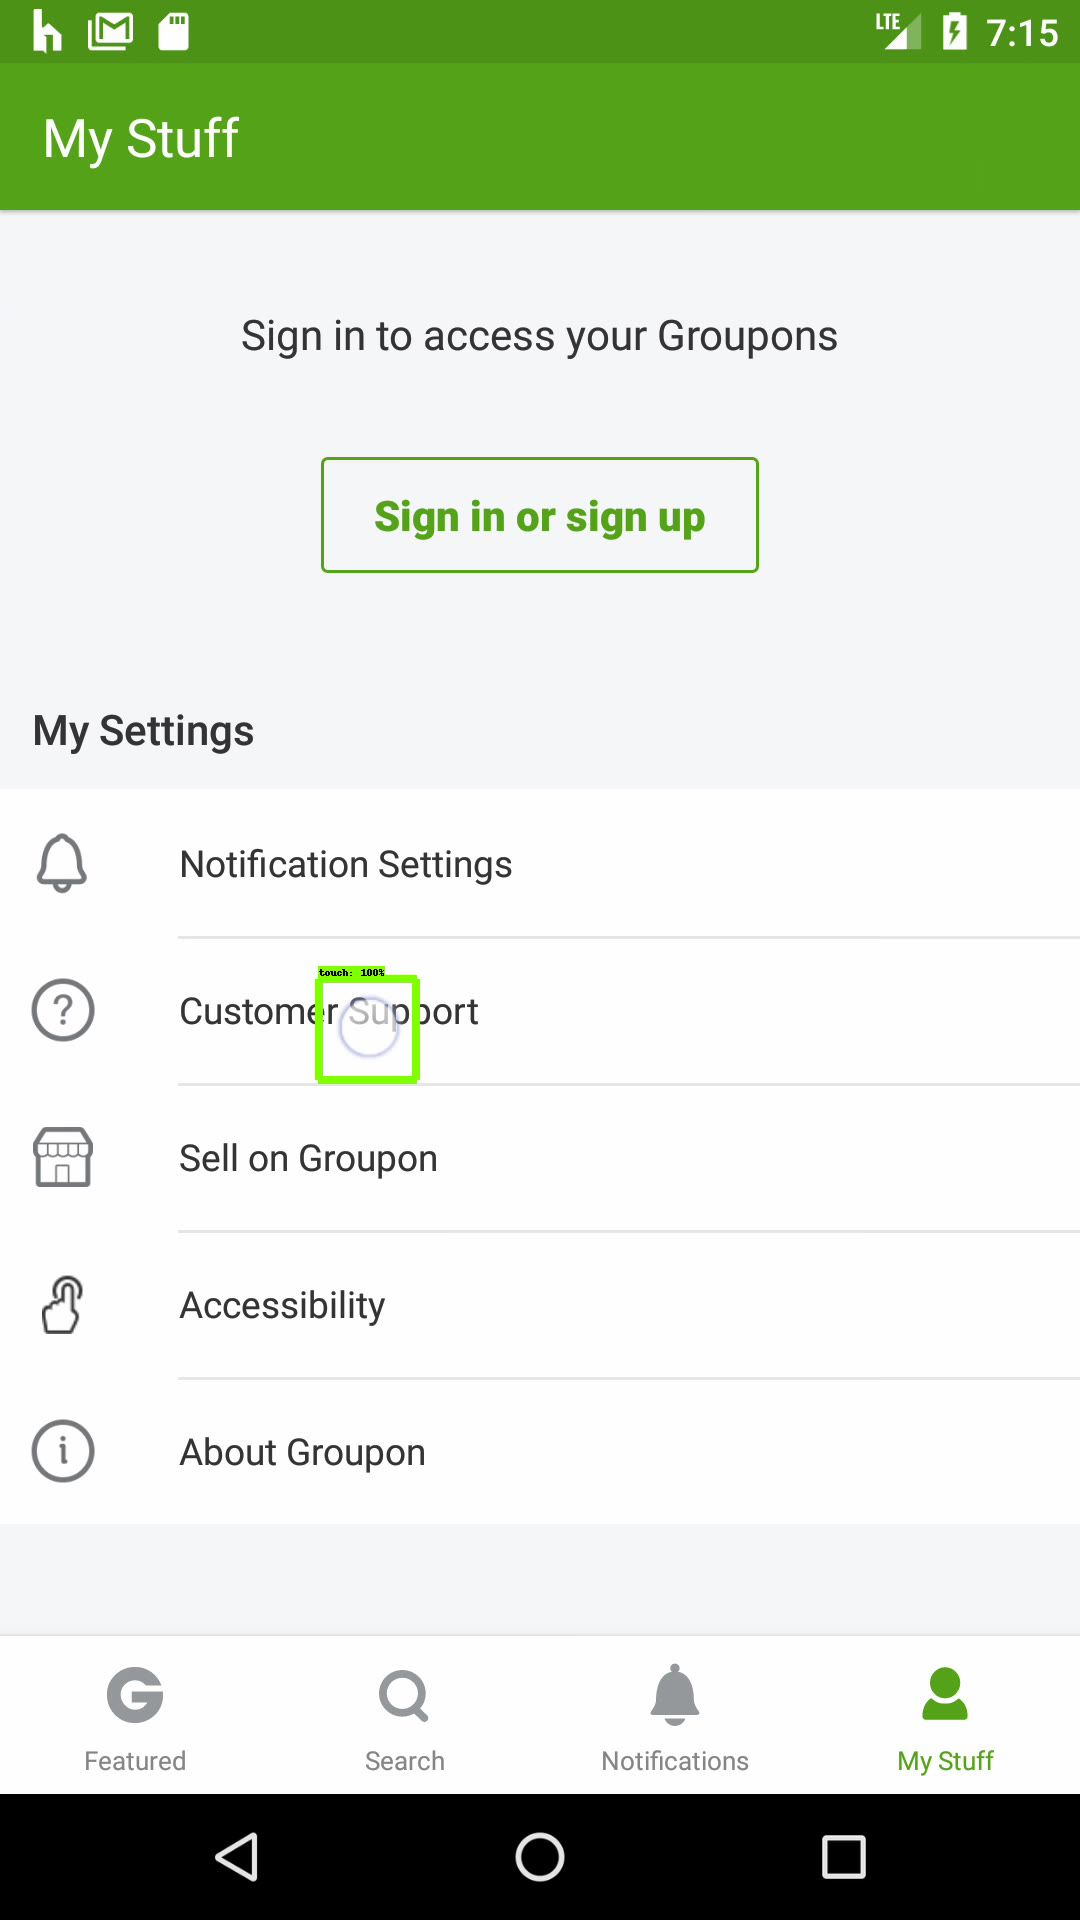 LTE 7:15
My Stuff
Sign in to access your Groupons
Sign in or sign up
My Settings
Notification Settings
touch: 100%
Customer Support
Sell on Groupon
Accessibility
About Groupon
Featured Search Notifications My Stuff